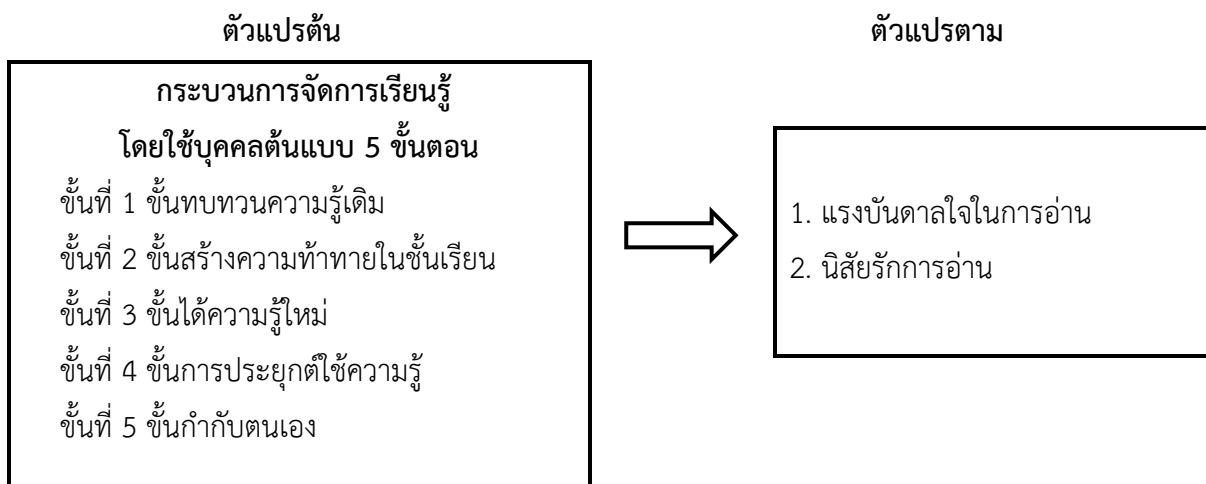 ตัวแปรต้น
ตัวแปรตาม
กระบวนการจัดการเรียนรู้
โดยใช้บุคคลต้นแบบ 5 ขั้นตอน
ขั้นที่ 1 ขั้นทบทวนความรู้เดิม
ขั้นที่ 2 ขั้นสร้างความท้าทายในชั้นเรียน
ขั้นที่ 3 ขั้นได้ความรู้ใหม่
ขั้นที่ 4 ขั้นการประยุกต์ใช้ความรู้
ขั้นที่ 5 ขั้นกำกับตนเอง
1. แรงบันดาลใจในการอ่าน
2. นิสัยรักการอ่าน